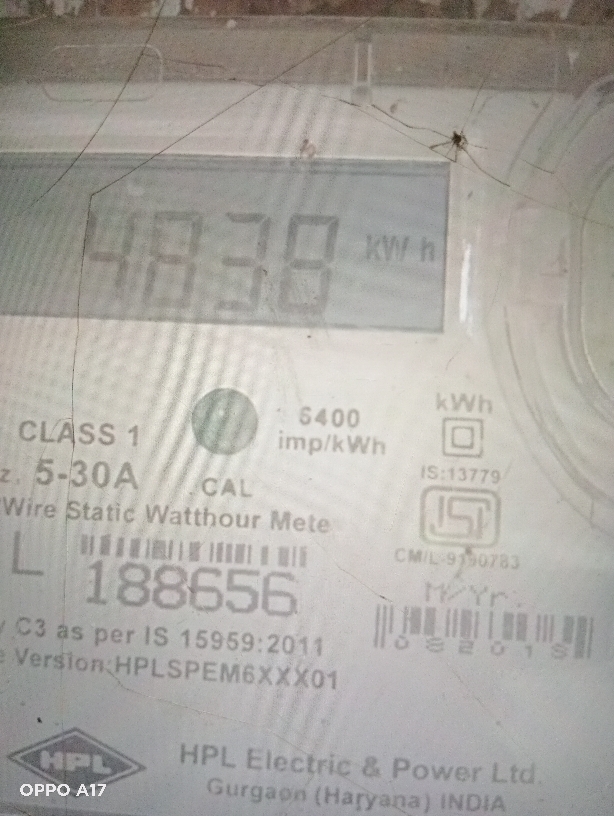 4838 kWh
kWh
6400
imp/kWh
CLASS 1
z. 5-30A
CAL
IS:13779
Wire Static Watthour Mete
ISI
CM/L-9190783
L
188656
M/Yr.
082018
C3 as per IS 15959:2011
e Version:HPLSPEM6XXX01
HPL
HPL Electric & Power Ltd.
Gurgaon (Haryana) INDIA
OPPO A17